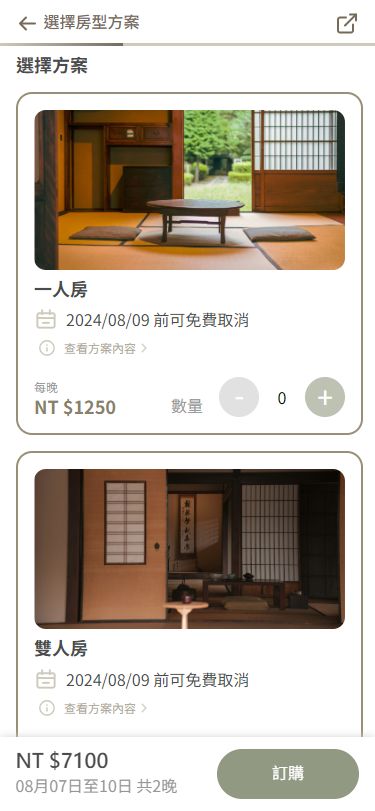 選擇房型方案
選擇方案
一人房
2024/08/09 前可免費取消
查看方案內容
每晚
NT $1250
數量
- 0 +
雙人房
2024/08/09 前可免費取消
查看方案內容
NT $7100
08月07日至10日 共2晚
訂購